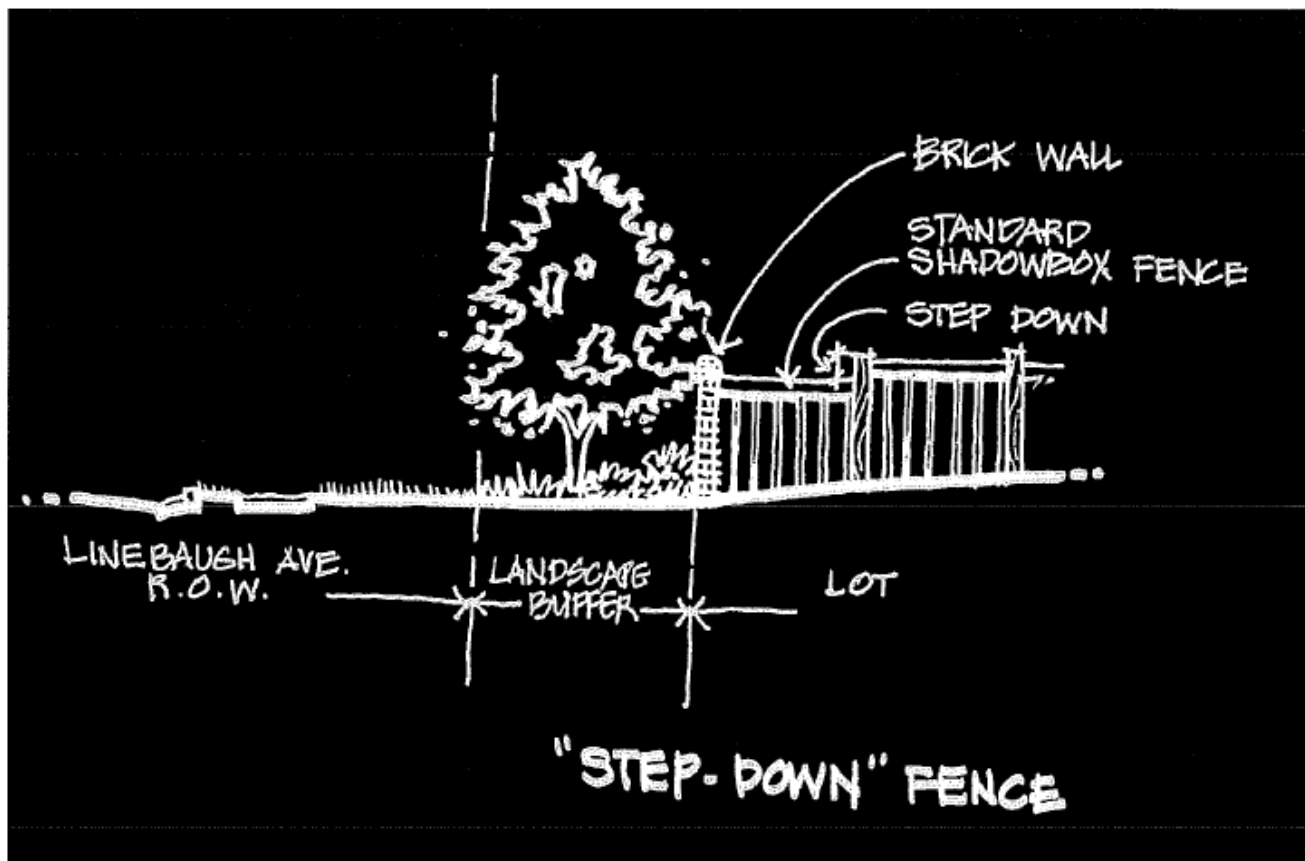 BRICK WALL
STANDARD
SHADOWBOX FENCE
STEP DOWN
LINEBAUGH AVE.
R.O.W.
LANDSCAPE
BUFFER
LOT
"STEP-DOWN" FENCE